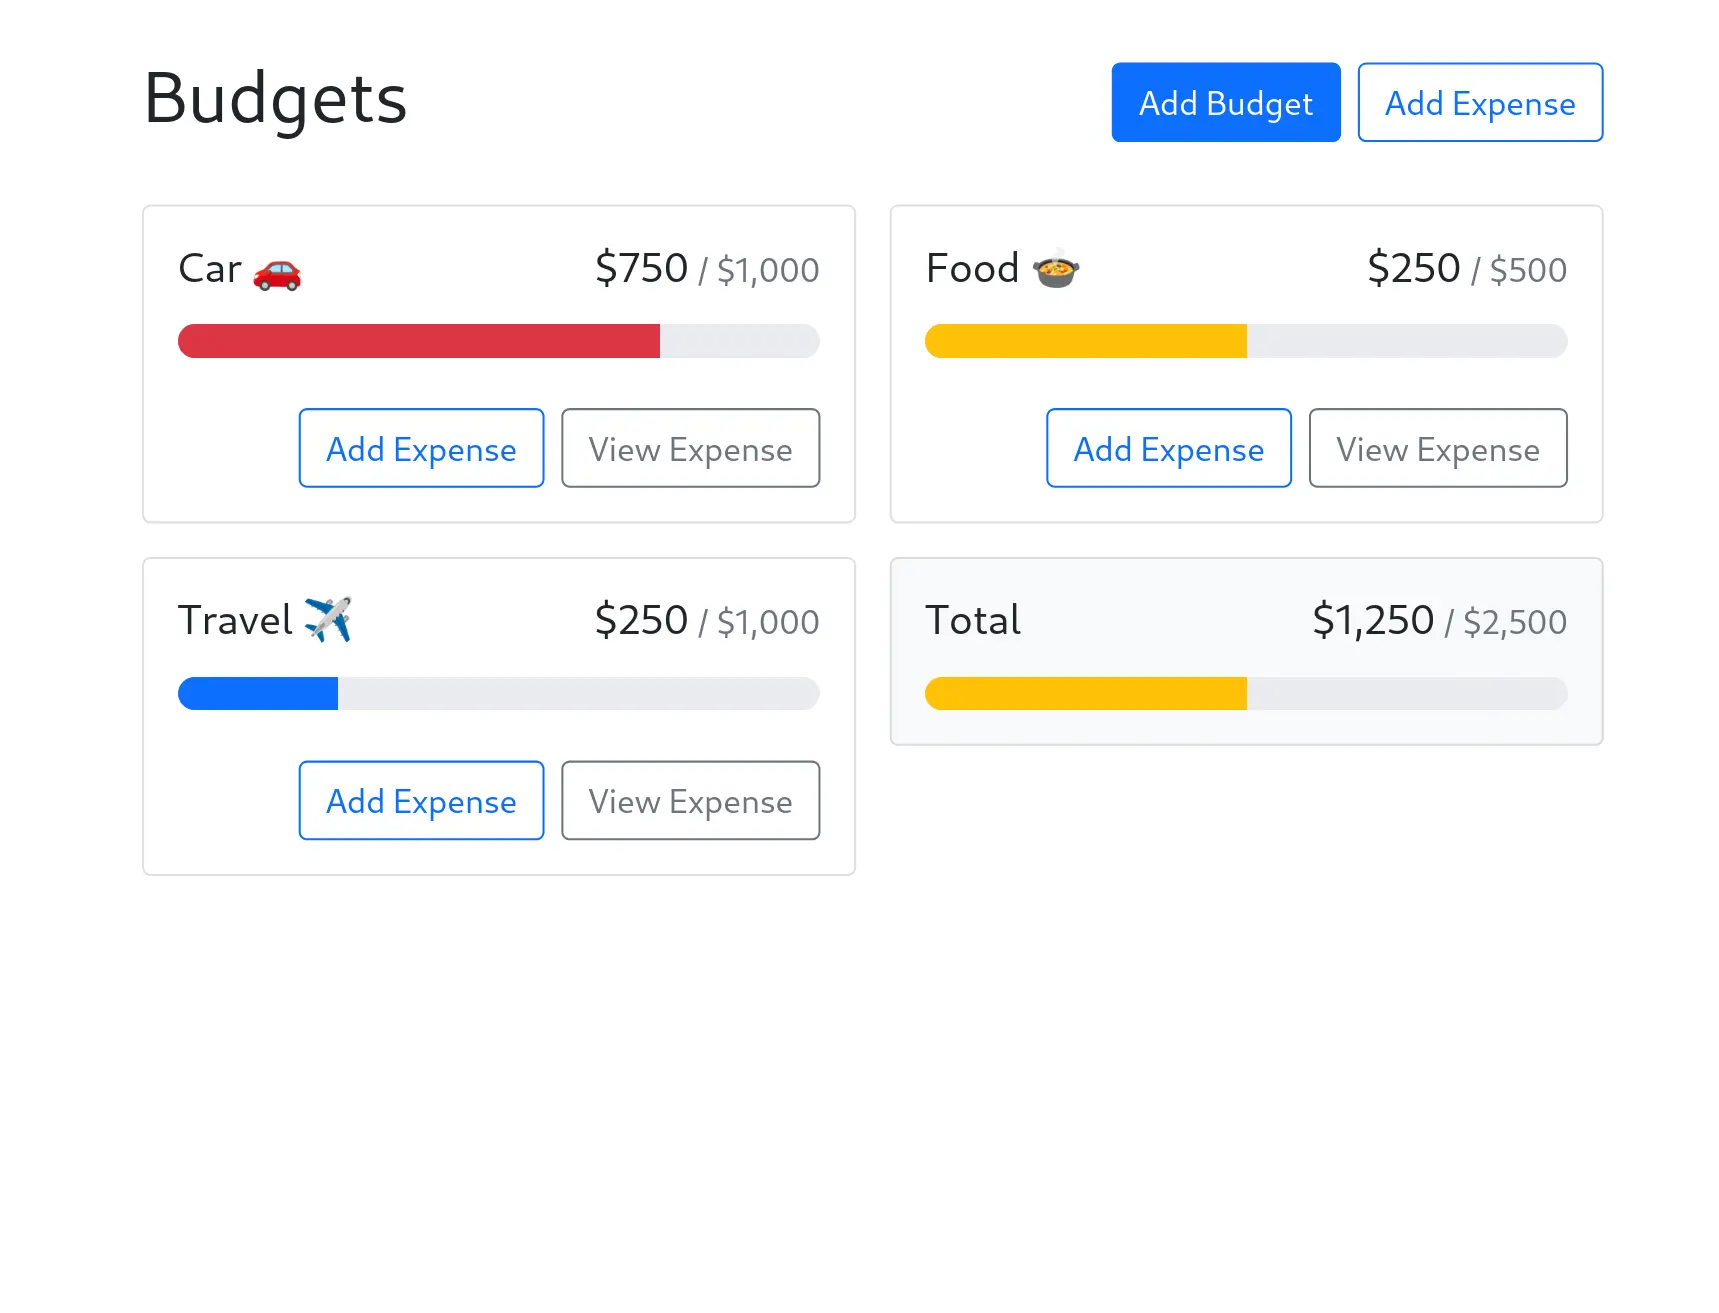 Budgets
Add Budget
Add Expense
Car 🚗 $750 / $1,000
Add Expense
View Expense
Food 🍲 $250 / $500
Add Expense
View Expense
Travel ✈️ $250 / $1,000
Add Expense
View Expense
Total $1,250 / $2,500